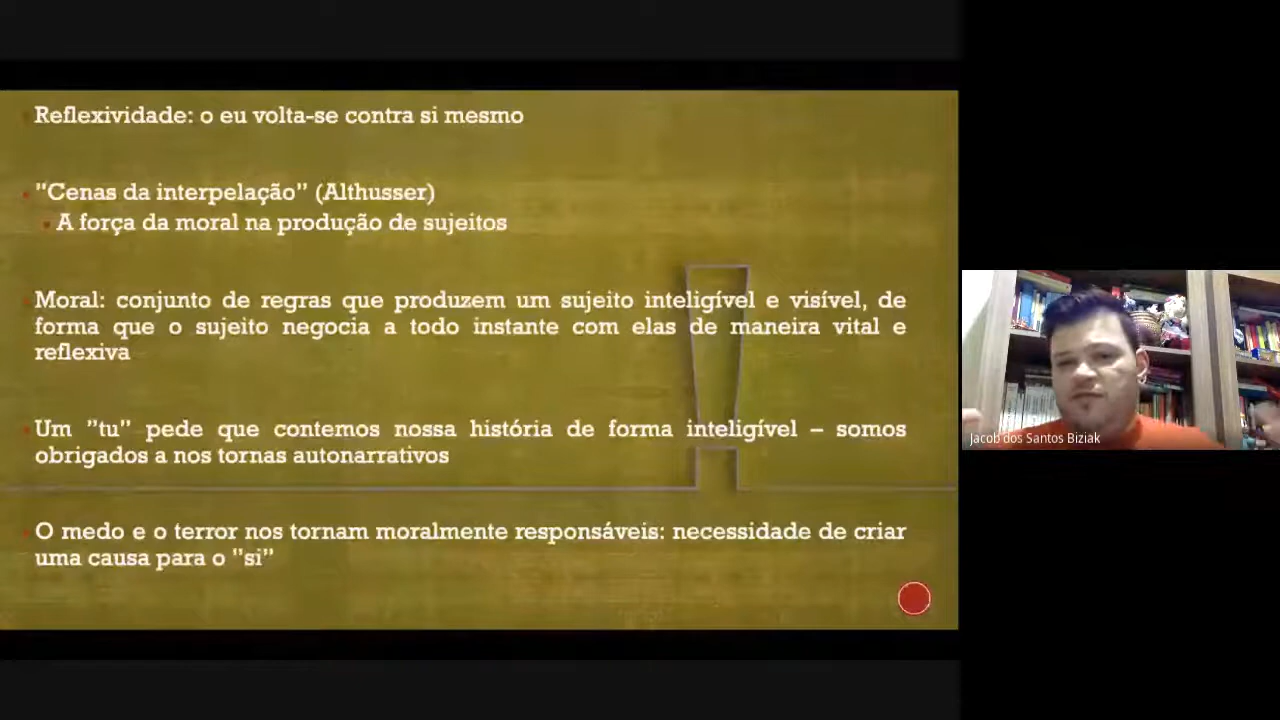 Reflexividade: o eu volta-se contra si mesmo
"Cenas da interpelação" (Althusser)
A força da moral na produção de sujeitos
Moral: conjunto de regras que produzem um sujeito inteligível e visível, de
forma que o sujeito negocia a todo instante com elas de maneira vital e
reflexiva
Um "tu" pede que contemos nossa história de forma inteligível – somos
obrigados a nos tornas autonarrativos
O medo e o terror nos tornam moralmente responsáveis: necessidade de criar
uma causa para o "si"
Jacob dos Santos Biziak